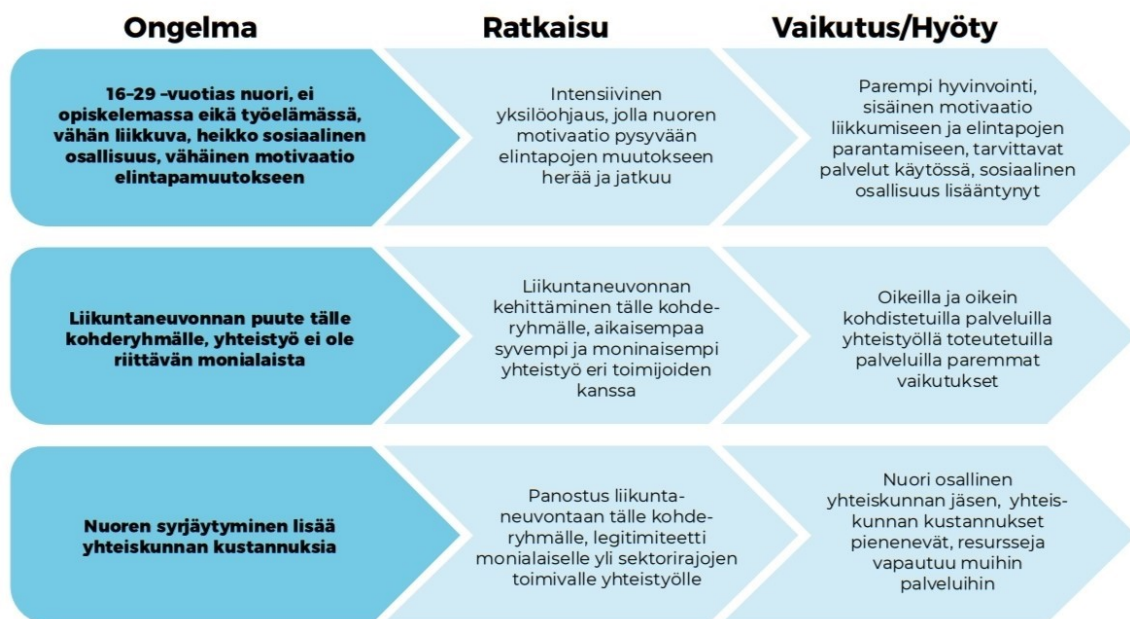 Ongelma
Ratkaisu
Vaikutus/Hyöty
16–29 –vuotias nuori, ei
opiskelemassa eikä työelämässä,
vähän liikkuva, heikko sosiaalinen
osallisuus, vähäinen motivaatio
elintapamuutokseen
Intensiivinen
yksilöohjaus, jolla nuoren
motivaatio pysyvään
elintapojen muutokseen
herää ja jatkuu
Parempi hyvinvointi,
sisäinen motivaatio
liikkumiseen ja elintapojen
parantamiseen, tarvittavat
palvelut käytössä, sosiaalinen
osallisuus lisääntynyt
Liikuntaneuvonnan puute tälle
kohderyhmälle, yhteistyö ei ole
riittävän monialaista
Liikuntaneuvonnan
kehittäminen tälle kohde-
ryhmälle, aikaisempaa
syvempi ja moninaisempi
yhteistyö eri toimijoiden
kanssa
Oikeilla ja oikein
kohdistetuilla palveluilla
yhteistyöllä toteutetuilla
palveluilla paremmat
vaikutukset
Nuoren syrjäytyminen lisää
yhteiskunnan kustannuksia
Panostus liikunta-
neuvontaan tälle kohde-
ryhmälle, legitimiteetti
monialaiselle yli sektorirajojen
toimivalle yhteistyölle
Nuori osallinen
yhteiskunnan jäsen, yhteis-
kunnan kustannukset
pienenevät, resursseja
vapautuu muihin
palveluihin